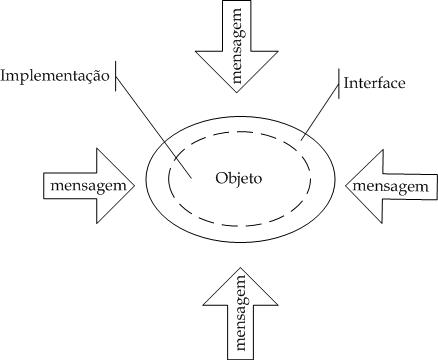 mensagem
Implementação
Interface
mensagem
Objeto
mensagem
mensagem